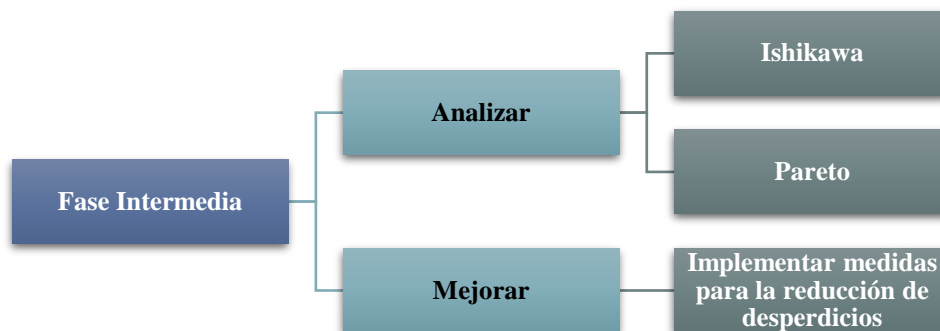 Fase Intermedia
Analizar
Ishikawa
Pareto
Mejorar
Implementar medidas
para la reducción de
desperdicios